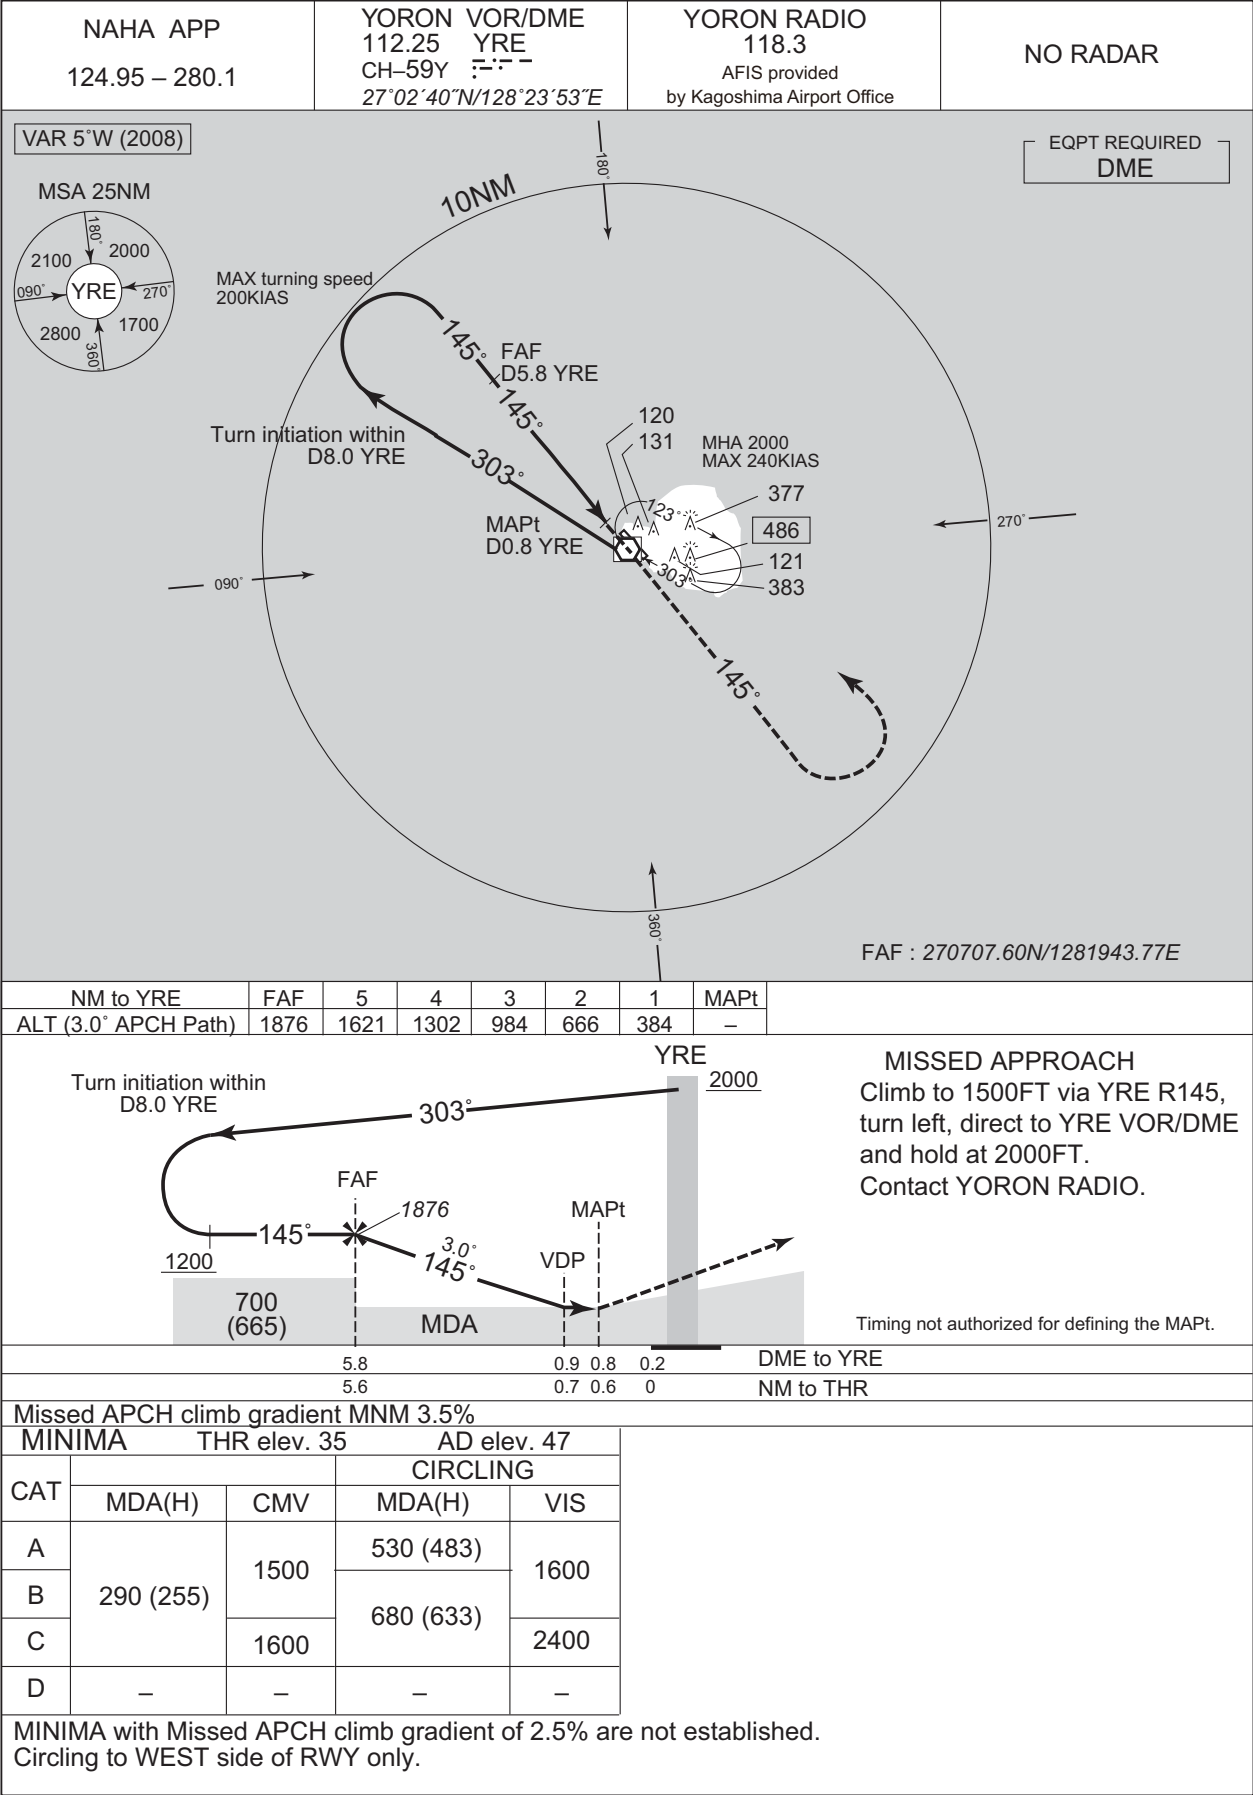 NAHA APP
124.95 – 280.1
YORON VOR/DME
112.25 YRE
CH–59Y
27°02´40˝N/128°23´53˝E
YORON RADIO
118.3
AFIS provided
by Kagoshima Airport Office
NO RADAR
VAR 5°W (2008)
EQPT REQUIRED
DME
MSA 25NM
180°
2100
2000
090°
YRE
270°
2800
1700
360°
180°
10NM
MAX turning speed
200KIAS
145°
FAF
D5.8 YRE
145°
Turn initiation within
D8.0 YRE
303°
120
131
MHA 2000
MAX 240KIAS
377
123°
MAPt
D0.8 YRE
486
121
303°
383
270°
090°
145°
360°
FAF : 270707.60N/1281943.77E
NM to YRE FAF 5 4 3 2 1 MAPt
ALT (3.0° APCH Path) 1876 1621 1302 984 666 384 –
YRE
2000
Turn initiation within
D8.0 YRE
303°
FAF
1876
MAPt
145°
3.0°
145°
VDP
1200
700
(665)
MDA
MISSED APPROACH
Climb to 1500FT via YRE R145,
turn left, direct to YRE VOR/DME
and hold at 2000FT.
Contact YORON RADIO.
Timing not authorized for defining the MAPt.
5.8 0.9 0.8 0.2 DME to YRE
5.6 0.7 0.6 0 NM to THR
Missed APCH climb gradient MNM 3.5%
MINIMA THR elev. 35 AD elev. 47
CAT
CIRCLING
MDA(H) CMV MDA(H) VIS
A
530 (483)
1500
1600
B
290 (255)
680 (633)
C
1600
2400
D – – – –
MINIMA with Missed APCH climb gradient of 2.5% are not established.
Circling to WEST side of RWY only.